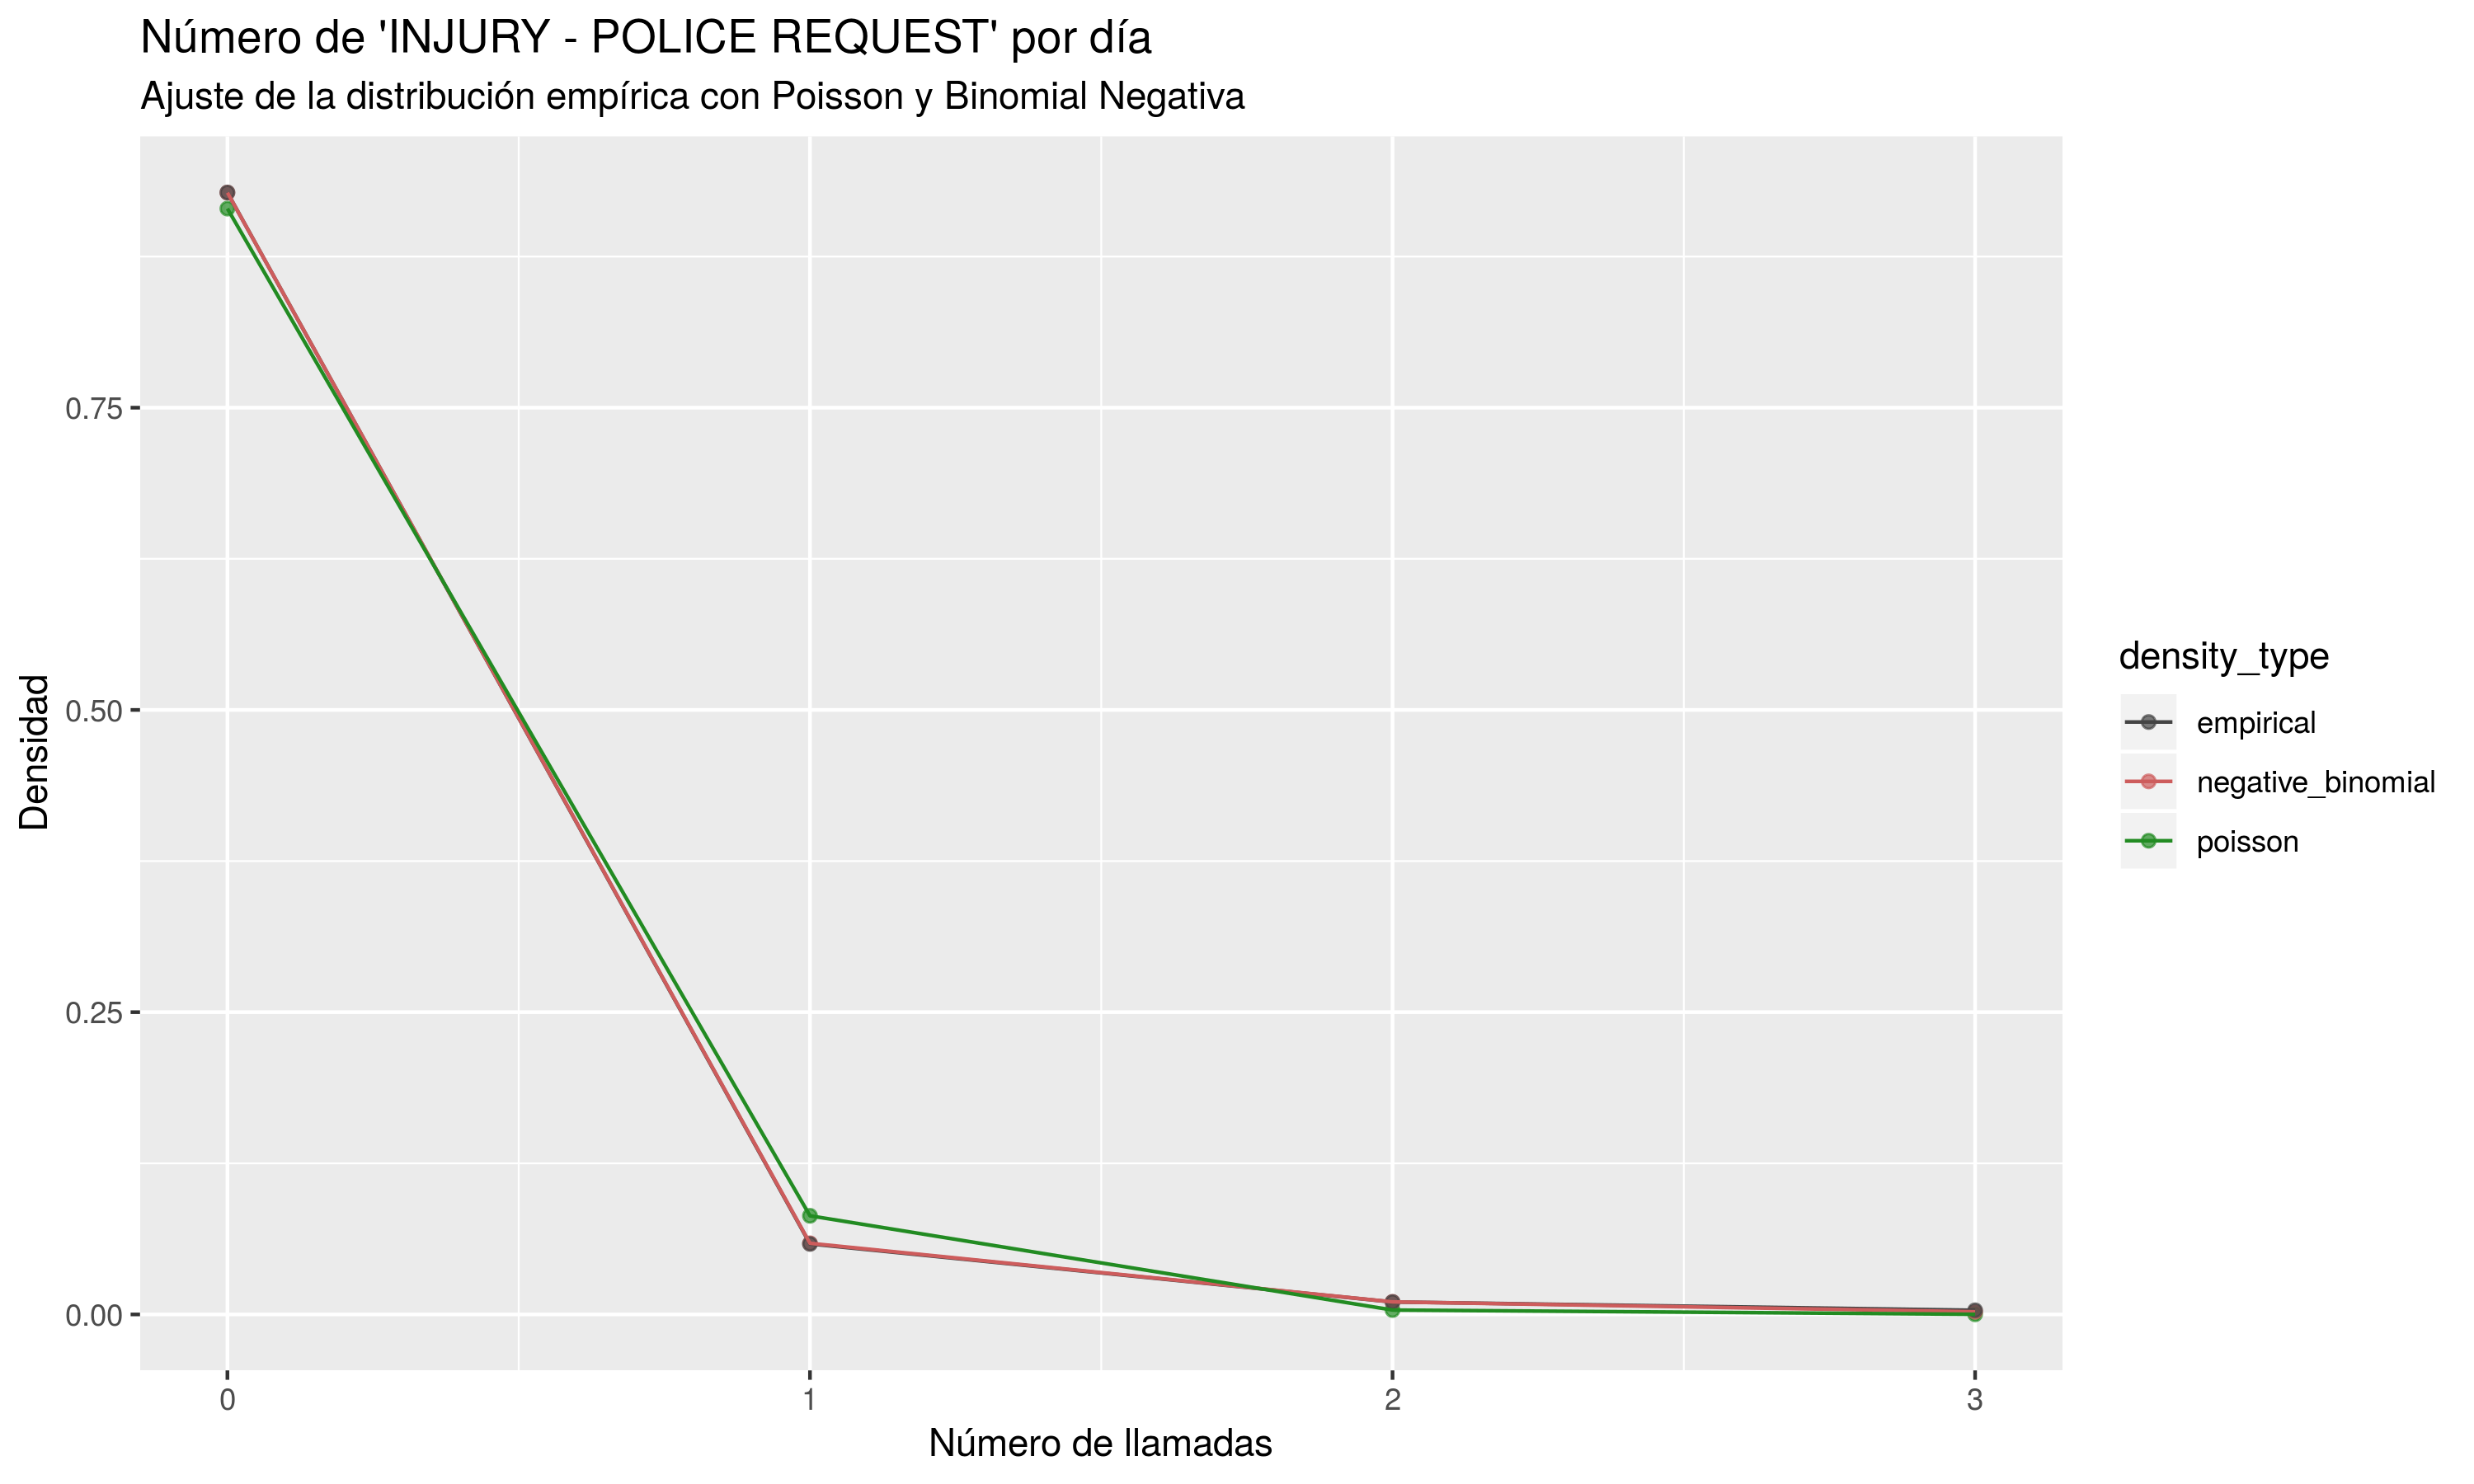 Número de 'INJURY - POLICE REQUEST' por día
Ajuste de la distribución empírica con Poisson y Binomial Negativa
Densidad
0.75
0.50
0.25
0.00
0
1
2
3
Número de llamadas
density_type
empirical
negative_binomial
poisson